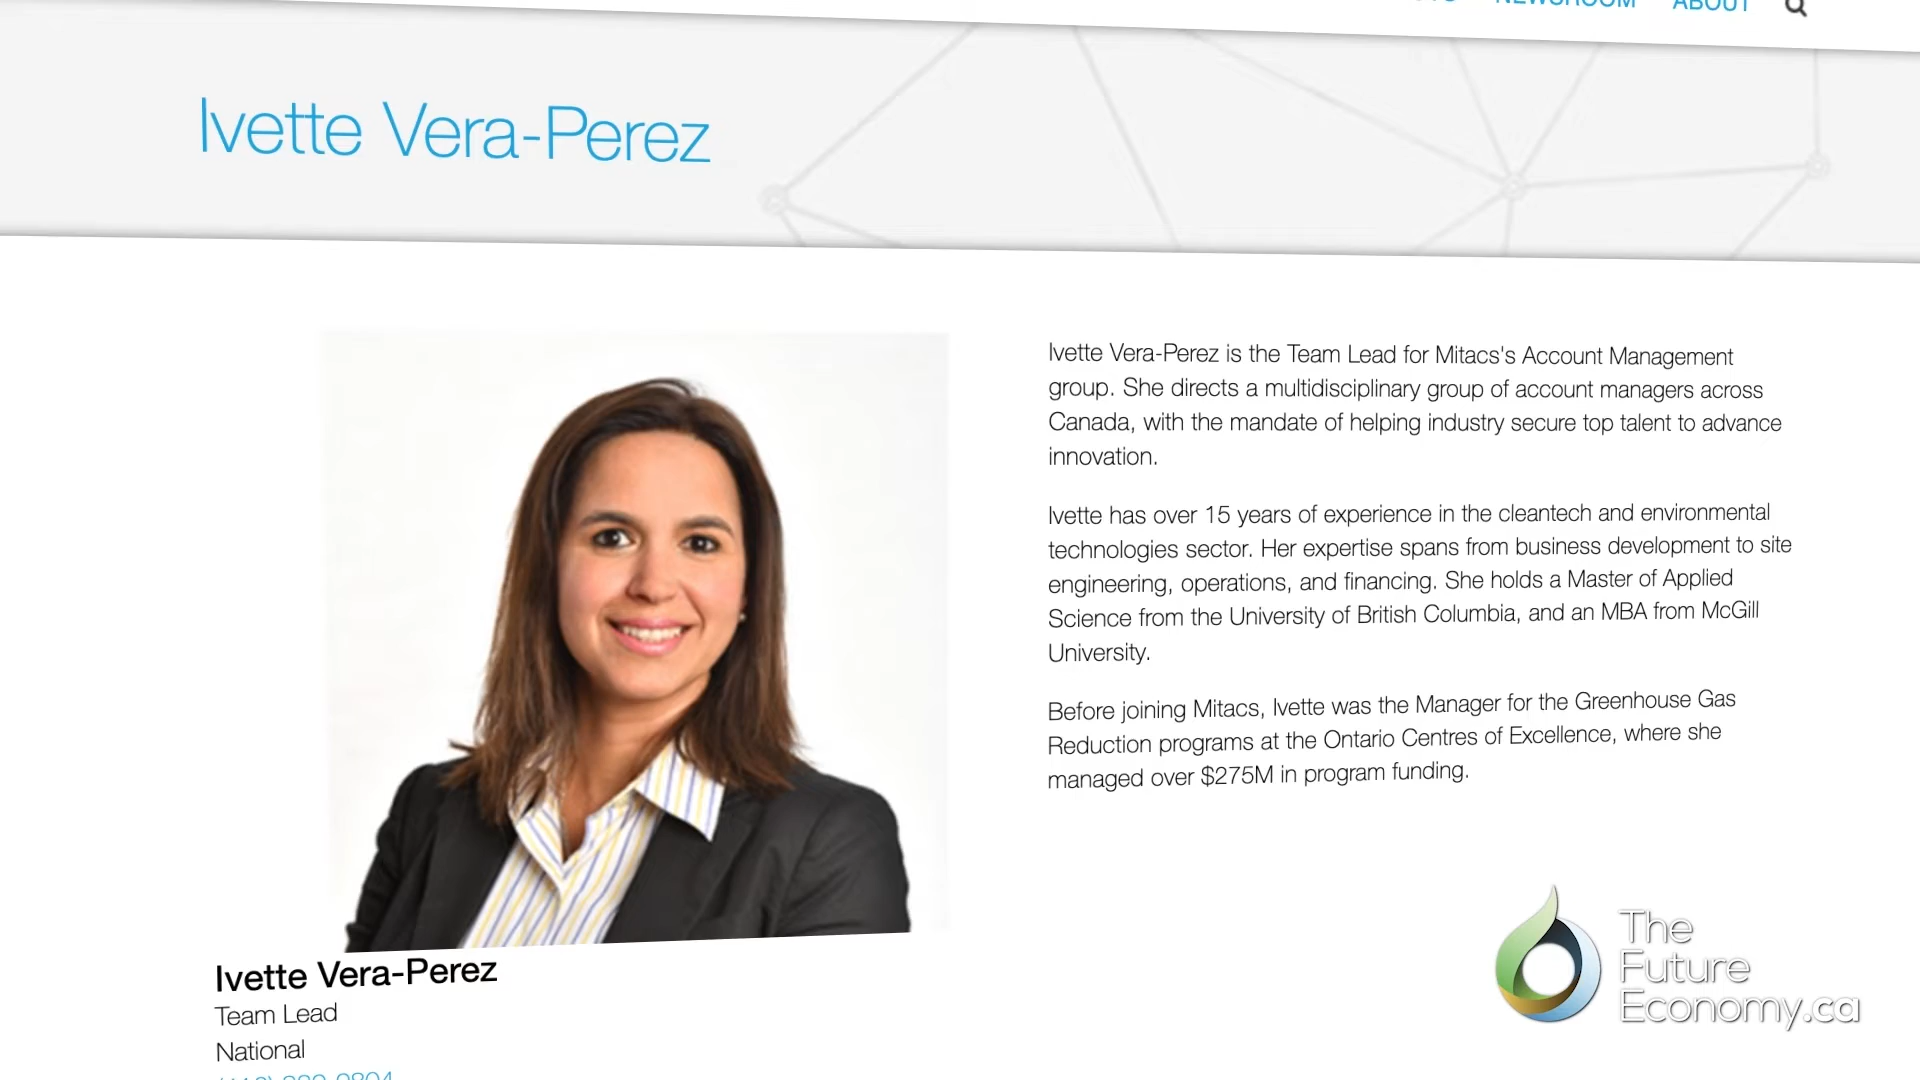 NEWSROOM ABOUT
Ivette Vera-Perez
Ivette Vera-Perez is the Team Lead for Mitacs's Account Management
group. She directs a multidisciplinary group of account managers across
Canada, with the mandate of helping industry secure top talent to advance
innovation.
Ivette has over 15 years of experience in the cleantech and environmental
technologies sector. Her expertise spans from business development to site
engineering, operations, and financing. She holds a Master of Applied
Science from the University of British Columbia, and an MBA from McGill
University.
Before joining Mitacs, Ivette was the Manager for the Greenhouse Gas
Reduction programs at the Ontario Centres of Excellence, where she
managed over $275M in program funding.
Ivette Vera-Perez
Team Lead
National
The
Future
Economy.ca